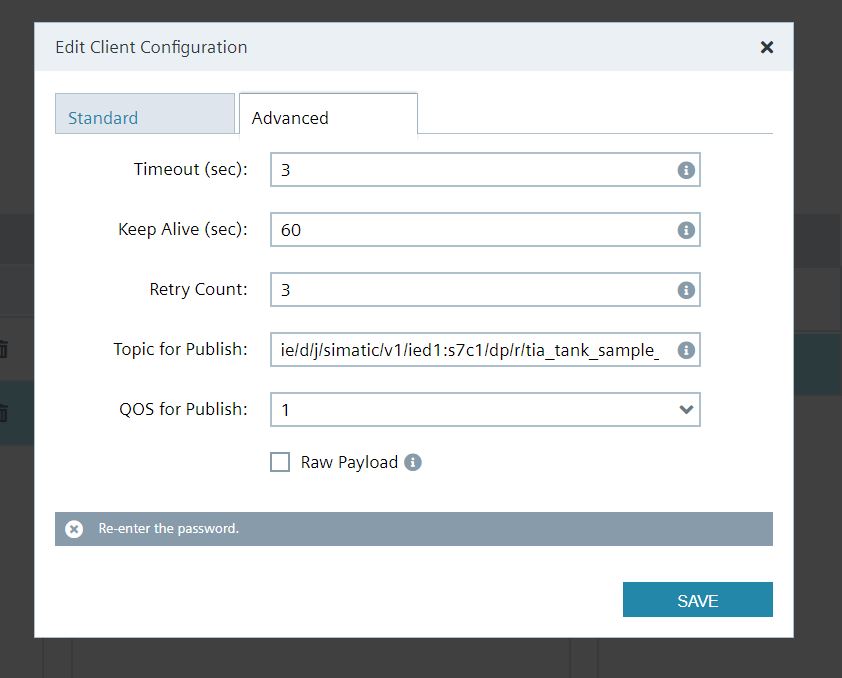 Edit Client Configuration
Standard
Advanced
Timeout (sec): 3
Keep Alive (sec): 60
Retry Count: 3
Topic for Publish: ie/d/j/simatic/v1/ied1:s7c1/dp/r/tia_tank_sample_
QOS for Publish: 1
Raw Payload
Re-enter the password.
SAVE